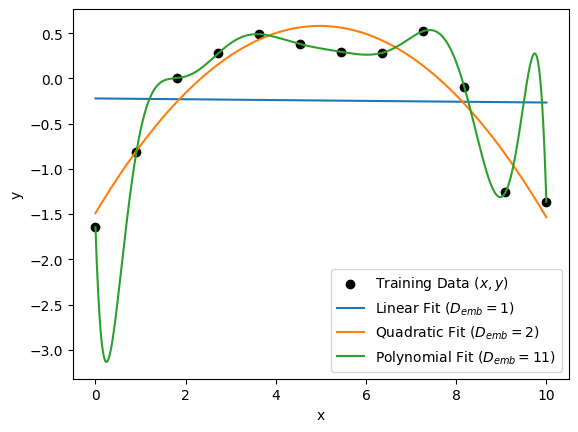 0.5
0.0
−0.5
−1.0
−1.5
−2.0
−2.5
−3.0
y
Training Data (x, y)
Linear Fit (D_emb = 1)
Quadratic Fit (D_emb = 2)
Polynomial Fit (D_emb = 11)
0 2 4 6 8 10
x